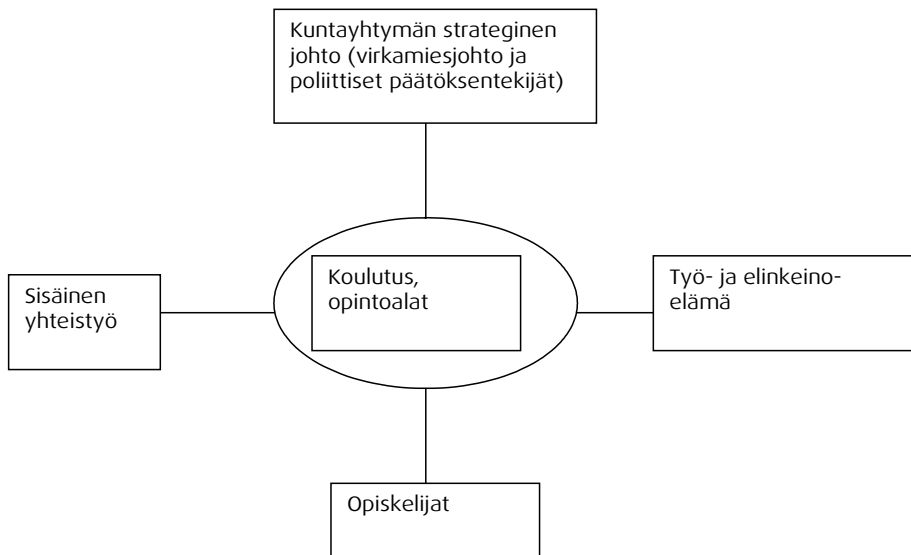 Kuntayhtymän strateginen
johto (virkamiesjohto ja
poliittiset päätöksentekijät)
Sisäinen
yhteistyö
Koulutus,
opintoalat
Työ- ja elinkeino-
elämä
Opiskelijat